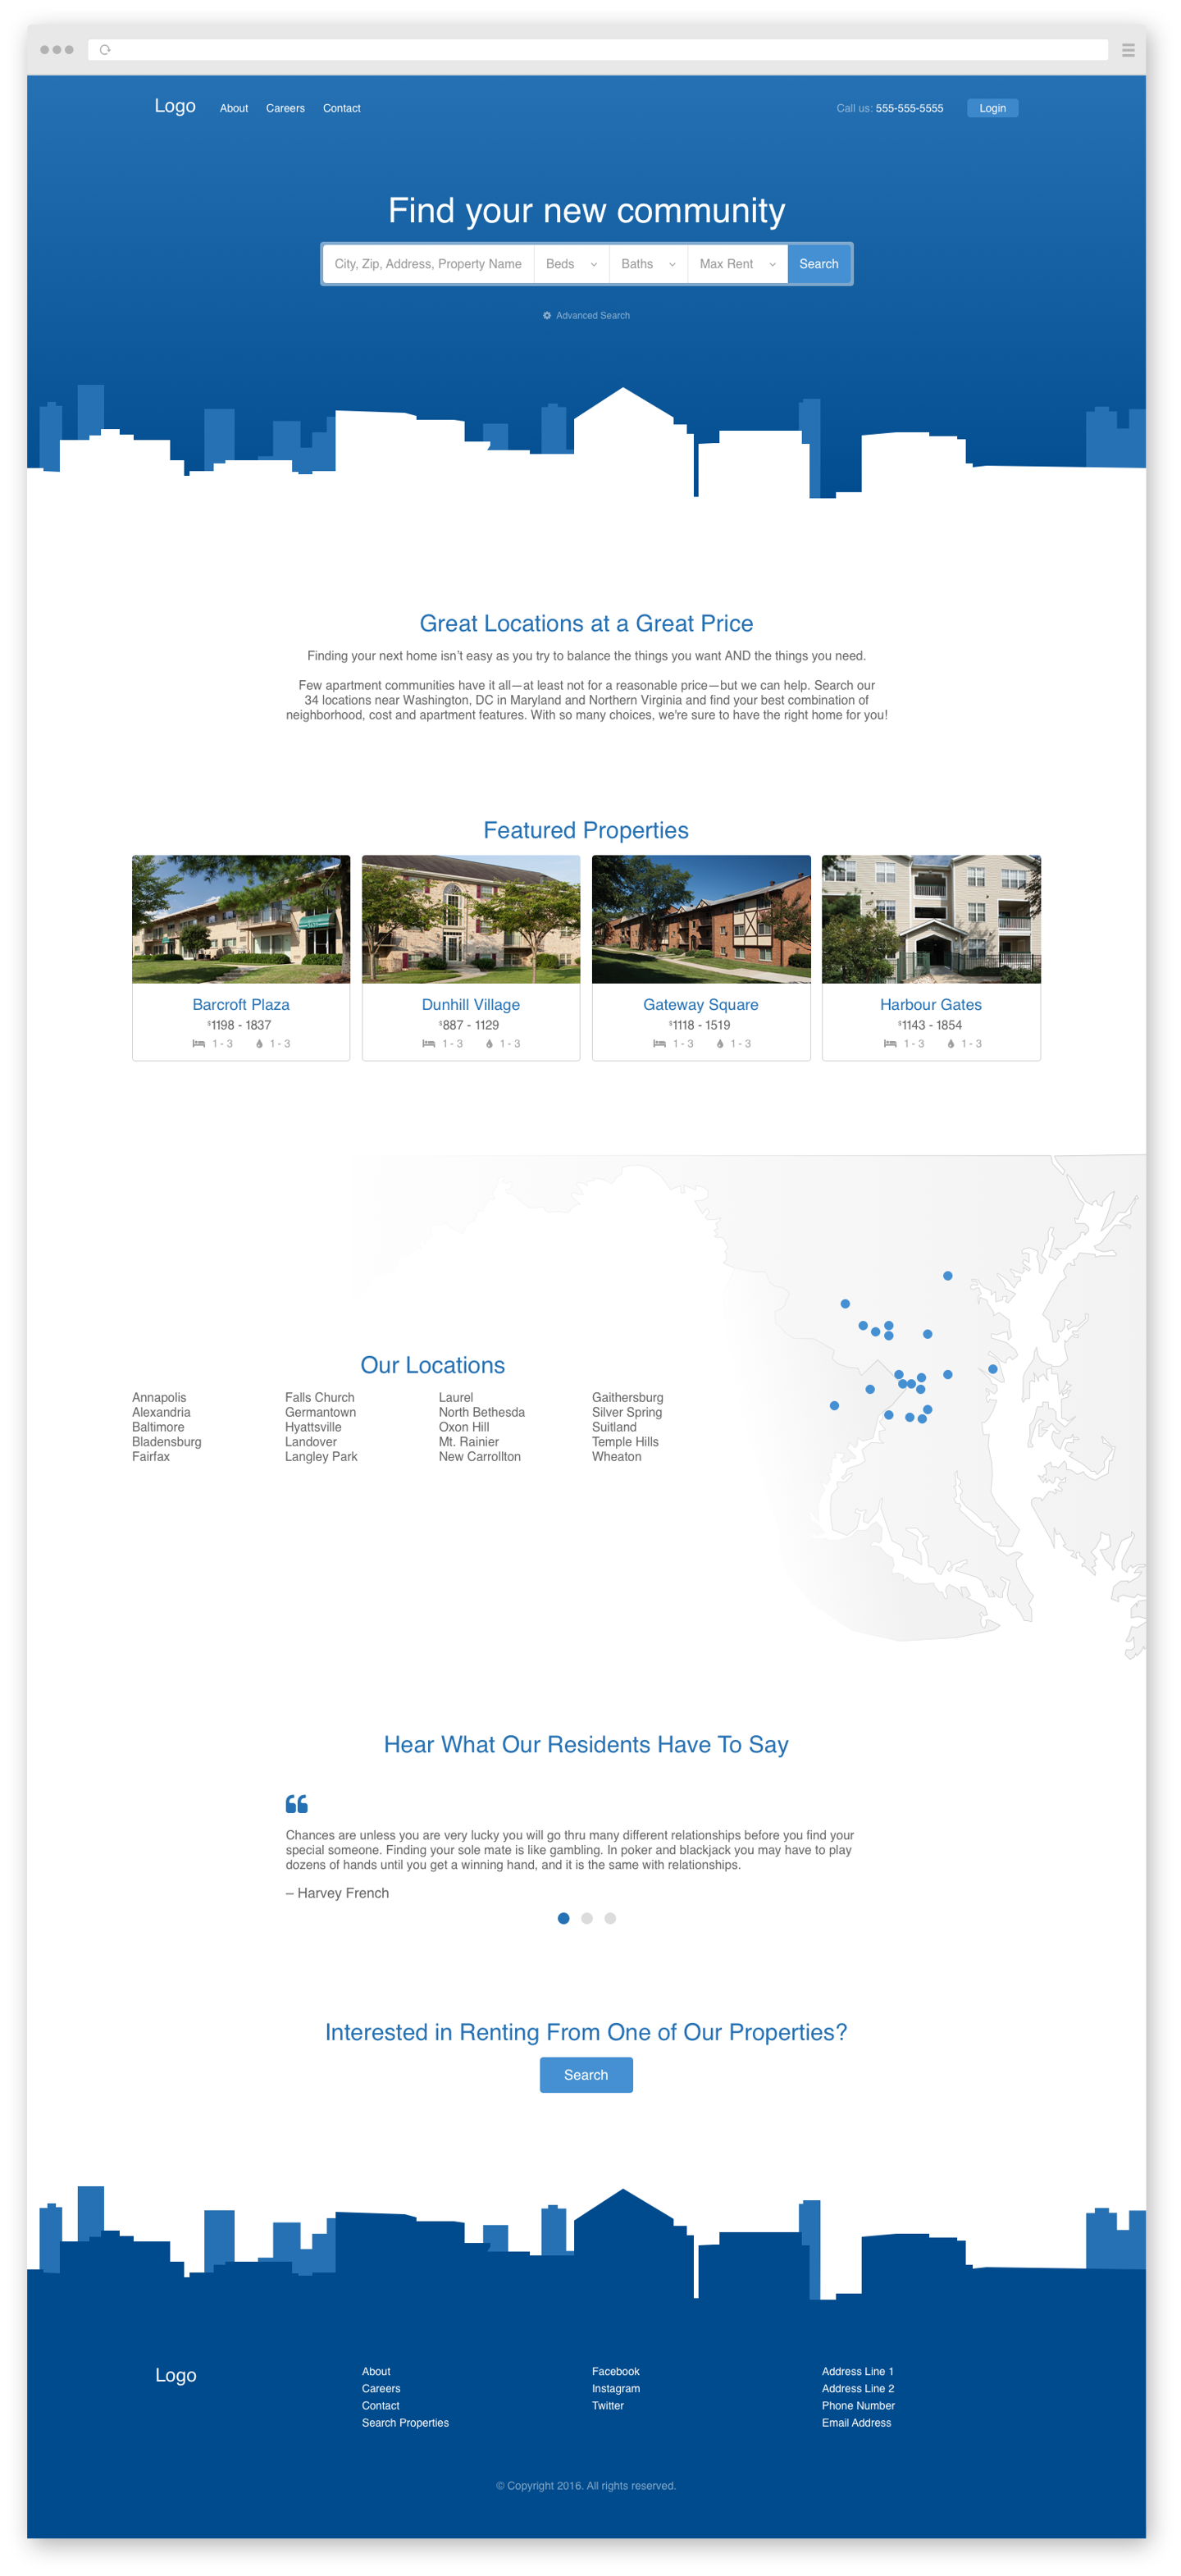 Logo About Careers Contact Call us: 555-555-5555 Login
Find your new community
City, Zip, Address, Property Name Beds Baths Max Rent Search
Advanced Search
Great Locations at a Great Price
Finding your next home isn't easy as you try to balance the things you want AND the things you need.
Few apartment communities have it all—at least not for a reasonable price—but we can help. Search our
34 locations near Washington, DC in Maryland and Northern Virginia and find your best combination of
neighborhood, cost and apartment features. With so many choices, we're sure to have the right home for you!
Featured Properties
Barcroft Plaza
$1198 - 1837
1 - 3 1 - 3
Dunhill Village
$887 - 1129
1 - 3 1 - 3
Gateway Square
$1118 - 1519
1 - 3 1 - 3
Harbour Gates
$1143 - 1854
1 - 3 1 - 3
Our Locations
Annapolis
Alexandria
Baltimore
Bladensburg
Fairfax
Falls Church
Germantown
Hyattsville
Landover
Langley Park
Laurel
North Bethesda
Oxon Hill
Mt. Rainier
New Carrollton
Gaithersburg
Silver Spring
Suitland
Temple Hills
Wheaton
Hear What Our Residents Have To Say
“
Chances are unless you are very lucky you will go thru many different relationships before you find your
special someone. Finding your sole mate is like gambling. In poker and blackjack you may have to play
dozens of hands until you get a winning hand, and it is the same with relationships.
– Harvey French
Interested in Renting From One of Our Properties?
Search
Logo
About
Careers
Contact
Search Properties
Facebook
Instagram
Twitter
Address Line 1
Address Line 2
Phone Number
Email Address
© Copyright 2016. All rights reserved.